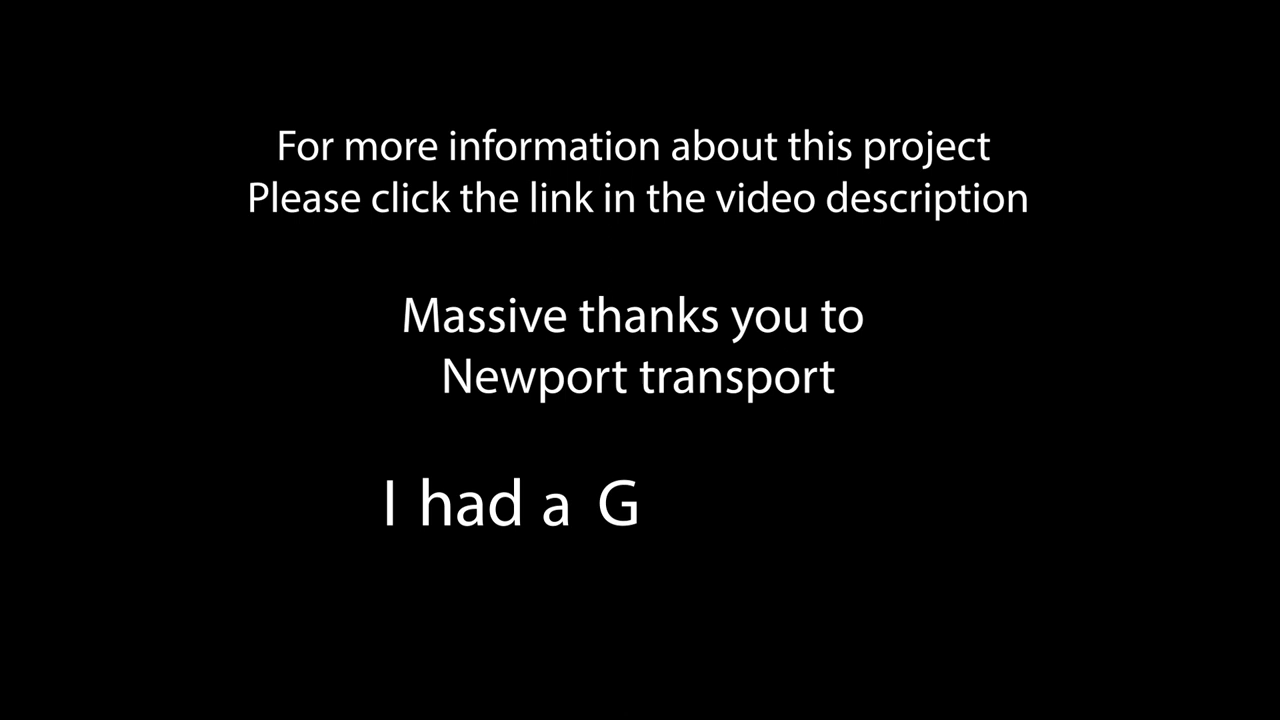 For more information about this project
Please click the link in the video description
Massive thanks you to
Newport transport
I had a G